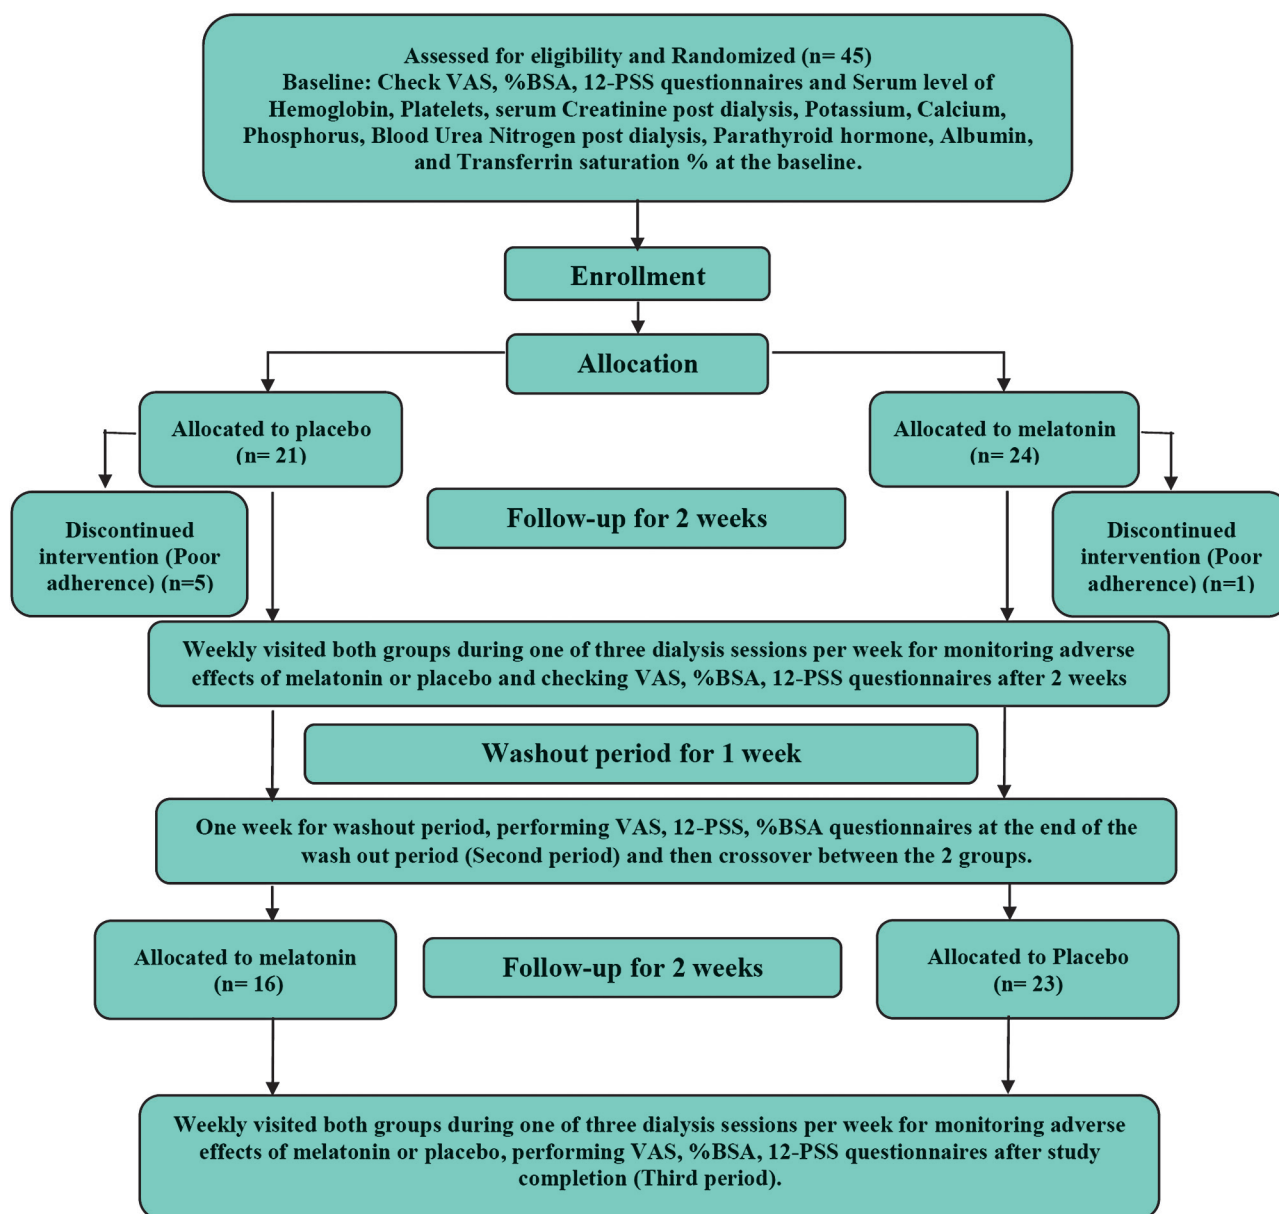 Assessed for eligibility and Randomized (n= 45)
Baseline: Check VAS, %BSA, 12-PSS questionnaires and Serum level of
Hemoglobin, Platelets, serum Creatinine post dialysis, Potassium, Calcium,
Phosphorus, Blood Urea Nitrogen post dialysis, Parathyroid hormone, Albumin,
and Transferrin saturation % at the baseline.
Enrollment
Allocation
Allocated to placebo
(n= 21)
Allocated to melatonin
(n= 24)
Discontinued
intervention (Poor
adherence) (n=5)
Follow-up for 2 weeks
Discontinued
intervention (Poor
adherence) (n=1)
Weekly visited both groups during one of three dialysis sessions per week for monitoring adverse
effects of melatonin or placebo and checking VAS, %BSA, 12-PSS questionnaires after 2 weeks
Washout period for 1 week
One week for washout period, performing VAS, 12-PSS, %BSA questionnaires at the end of the
wash out period (Second period) and then crossover between the 2 groups.
Allocated to melatonin
(n= 16)
Follow-up for 2 weeks
Allocated to Placebo
(n= 23)
Weekly visited both groups during one of three dialysis sessions per week for monitoring adverse
effects of melatonin or placebo, performing VAS, %BSA, 12-PSS questionnaires after study
completion (Third period).